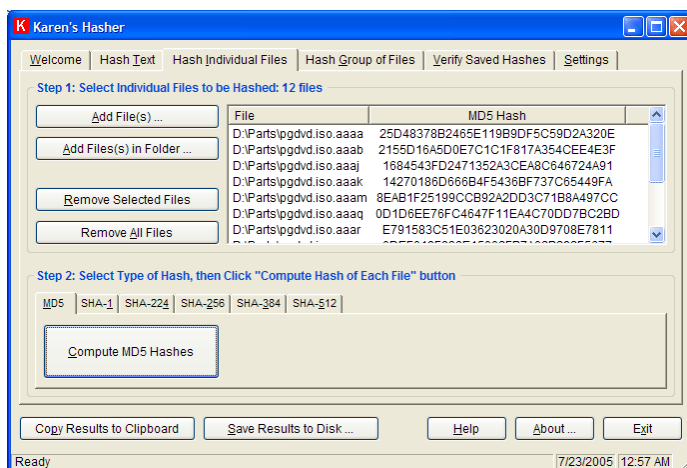 Karen's Hasher
Welcome Hash Text Hash Individual Files Hash Group of Files Verify Saved Hashes Settings
Step 1: Select Individual Files to be Hashed: 12 files
Add File(s) ...
Add Files(s) in Folder ...
Remove Selected Files
Remove All Files
File MD5 Hash
D:\Parts\pgdvd.iso.aaaa 25D48378B2465E119B9DF5C59D2A320E
D:\Parts\pgdvd.iso.aaab 2155D16A5D0E7C1C1F817A354CEE4E3F
D:\Parts\pgdvd.iso.aaaj 1684543FD2471352A3CEA8C646724A91
D:\Parts\pgdvd.iso.aaak 14270186D666B4F5436BF737C65449FA
D:\Parts\pgdvd.iso.aaam 8EAB1F25199CCB92A2DD3C71B8A497CC
D:\Parts\pgdvd.iso.aaaq 0D1D6EE76FC4647F11EA4C70DD7BC2BD
D:\Parts\pgdvd.iso.aaar E791583C51E03623020A30D9708E7811
Step 2: Select Type of Hash, then Click "Compute Hash of Each File" button
MD5 SHA-1 SHA-224 SHA-256 SHA-384 SHA-512
Compute MD5 Hashes
Copy Results to Clipboard Save Results to Disk ... Help About ... Exit
Ready 7/23/2005 12:57 AM